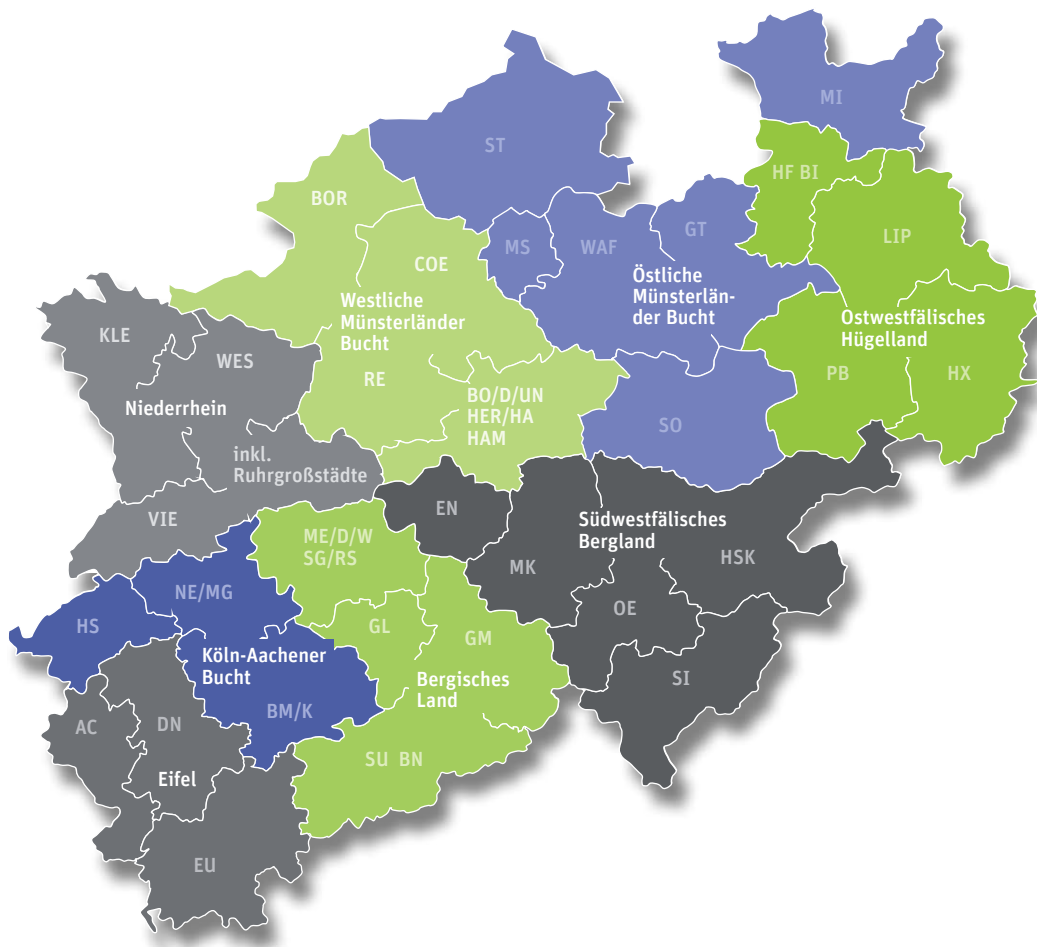 MI
ST
HF BI
BOR
GT
LIP
MS
WAF
COE
Östliche
Münsterlän-
der Bucht
Westliche
Münsterländer
Bucht
Ostwestfälisches
Hügelland
KLE
WES
RE
PB
HX
BO/D/UN
HER/HA
HAM
Niederrhein
SO
inkl.
Ruhrgroßstädte
EN
VIE
Südwestfälisches
Bergland
ME/D/W
SG/RS
MK
HSK
NE/MG
OE
HS
GL
GM
Köln-Aachener
Bucht
Bergisches
Land
SI
BM/K
AC
DN
SU BN
Eifel
EU